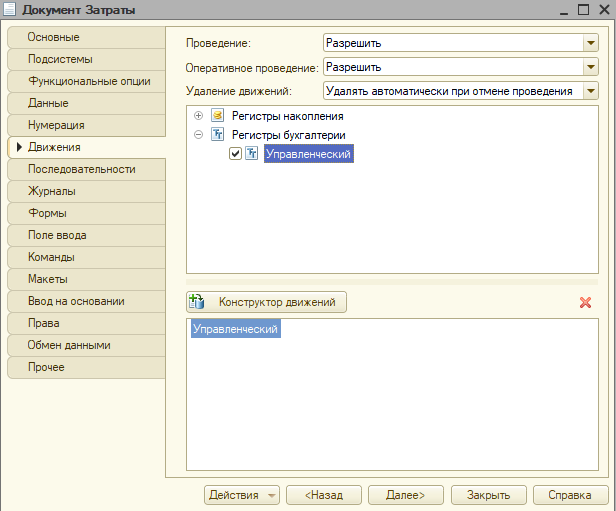 Документ Затраты
Основные
Подсистемы
Функциональные опции
Данные
Нумерация
Движения
Последовательности
Журналы
Формы
Поле ввода
Команды
Макеты
Ввод на основании
Права
Обмен данными
Прочее
Проведение: Разрешить
Оперативное проведение: Разрешить
Удаление движений: Удалять автоматически при отмене проведения
Регистры накопления
Регистры бухгалтерии
Управленческий
Конструктор движений
Управленческий
Действия <Назад Далее> Закрыть Справка